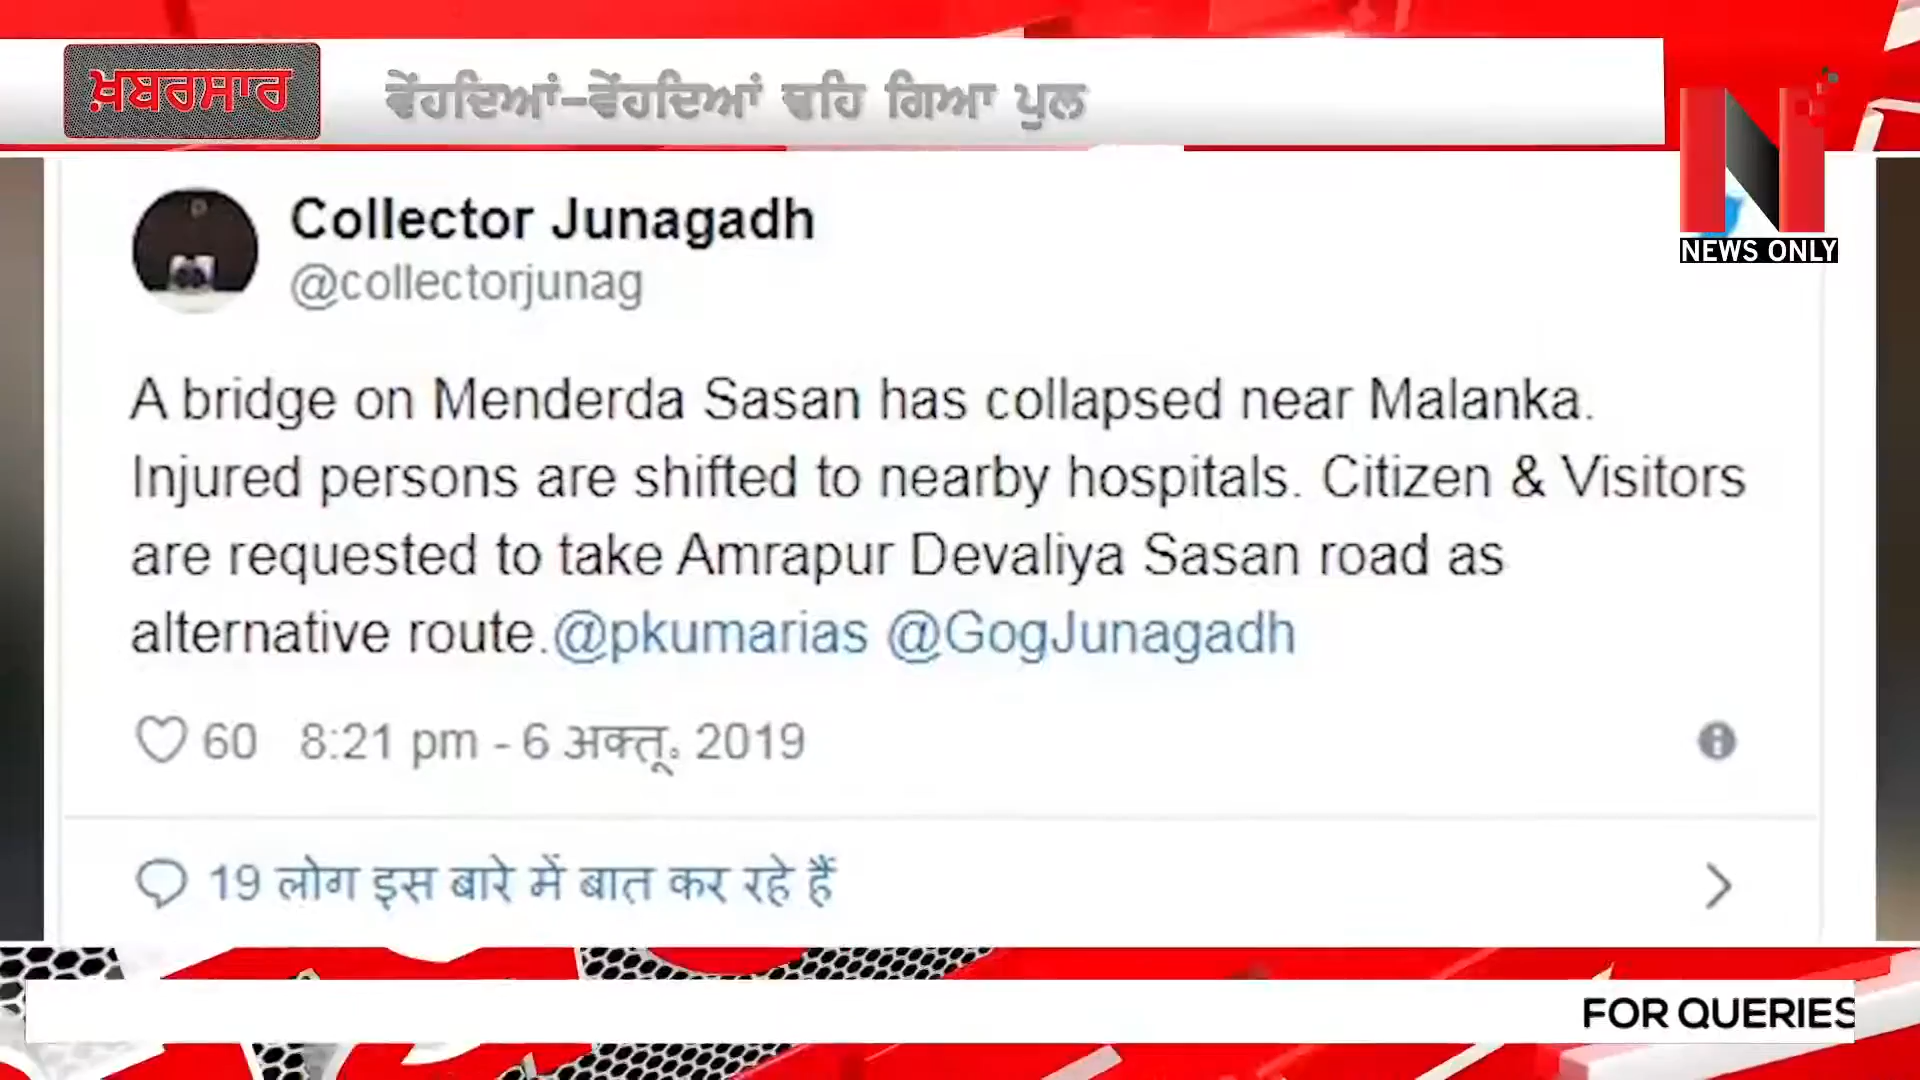 ਖ਼ਬਰਸਾਰ
ਵੇਂਹਦਿਆਂ-ਵੇਂਹਦਿਆਂ ਢਹਿ ਗਿਆ ਪੁਲ
N
NEWS ONLY
Collector Junagadh
@collectorjunag
A bridge on Menderda Sasan has collapsed near Malanka.
Injured persons are shifted to nearby hospitals. Citizen & Visitors
are requested to take Amrapur Devaliya Sasan road as
alternative route.@pkumarias @GogJunagadh
60 8:21 pm - 6 अक्तू॰ 2019
19 लोग इस बारे में बात कर रहे हैं
FOR QUERIES